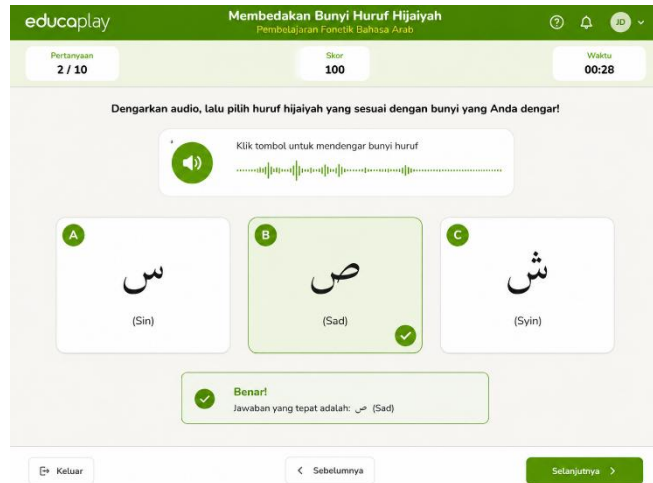 educaplay
Membedakan Bunyi Huruf Hijaiyah
Pembelajaran Fonetik Bahasa Arab
?
JD
Pertanyaan
2 / 10
Skor
100
Waktu
00:28
Dengarkan audio, lalu pilih huruf hijaiyah yang sesuai dengan bunyi yang Anda dengar!
Klik tombol untuk mendengar bunyi huruf
A
س
(Sin)
B
ص
(Sad)
C
ش
(Syin)
Benar!
Jawaban yang tepat adalah: ص (Sad)
Keluar
< Sebelumnya
Selanjutnya >